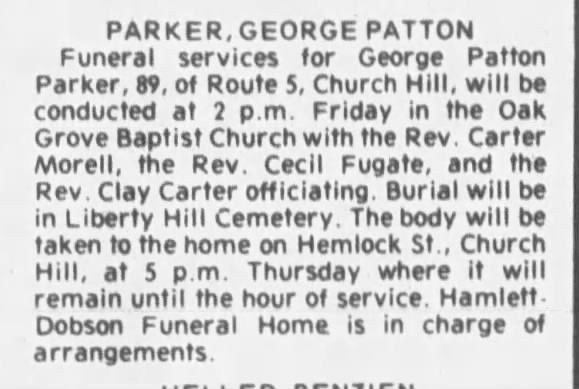 PARKER, GEORGE PATTON
Funeral services for George Patton
Parker, 89, of Route 5, Church Hill, will be
conducted at 2 p.m. Friday in the Oak
Grove Baptist Church with the Rev. Carter
Morell, the Rev. Cecil Fugate, and the
Rev. Clay Carter officiating. Burial will be
in Liberty Hill Cemetery. The body will be
taken to the home on Hemlock St., Church
Hill, at 5 p.m. Thursday where it will
remain until the hour of service. Hamlett-
Dobson Funeral Home is in charge of
arrangements.